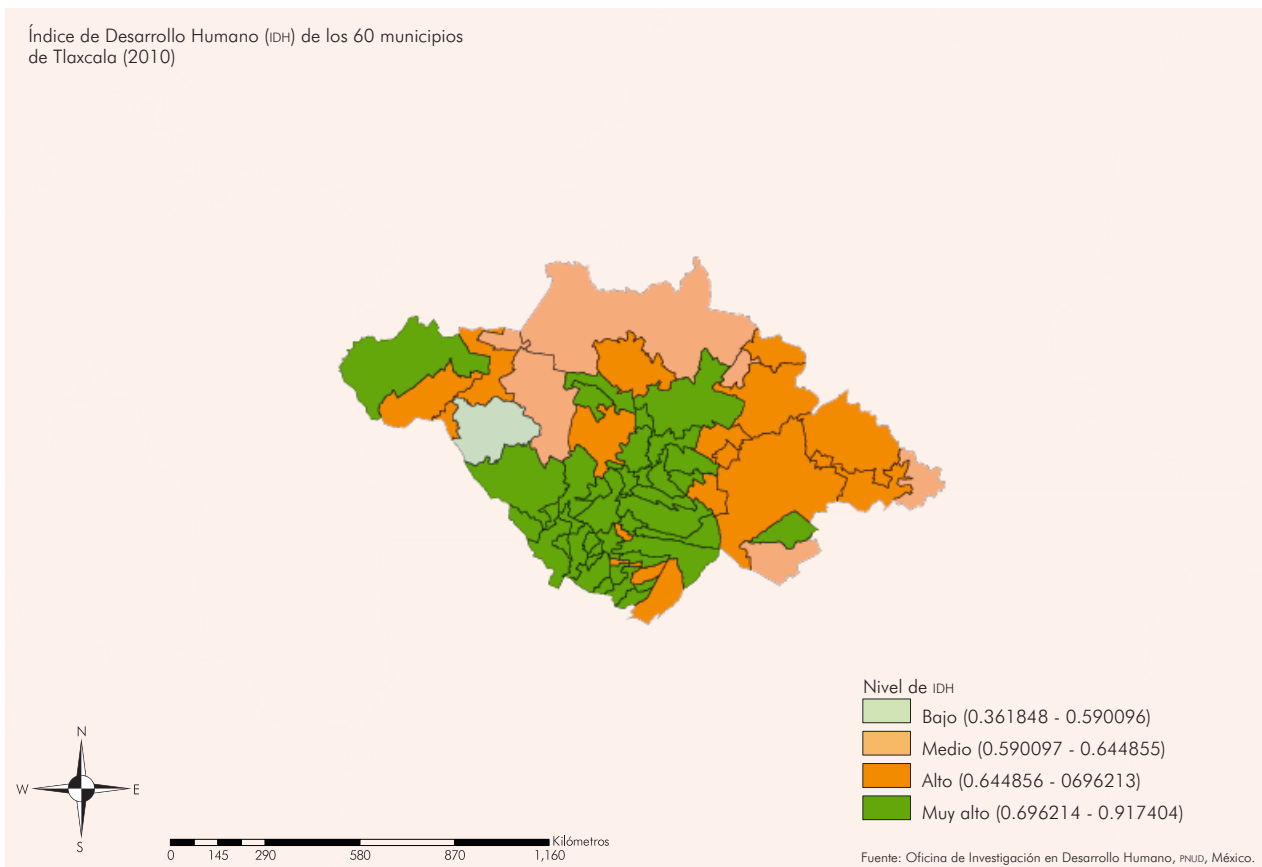 Índice de Desarrollo Humano (IDH) de los 60 municipios
de Tlaxcala (2010)
Nivel de IDH
Bajo (0.361848 - 0.590096)
Medio (0.590097 - 0.644855)
Alto (0.644856 - 0696213)
Muy alto (0.696214 - 0.917404)
N
W
E
S
Kilómetros
0 145 290 580 870 1,160
Fuente: Oficina de Investigación en Desarrollo Humano, PNUD, México.